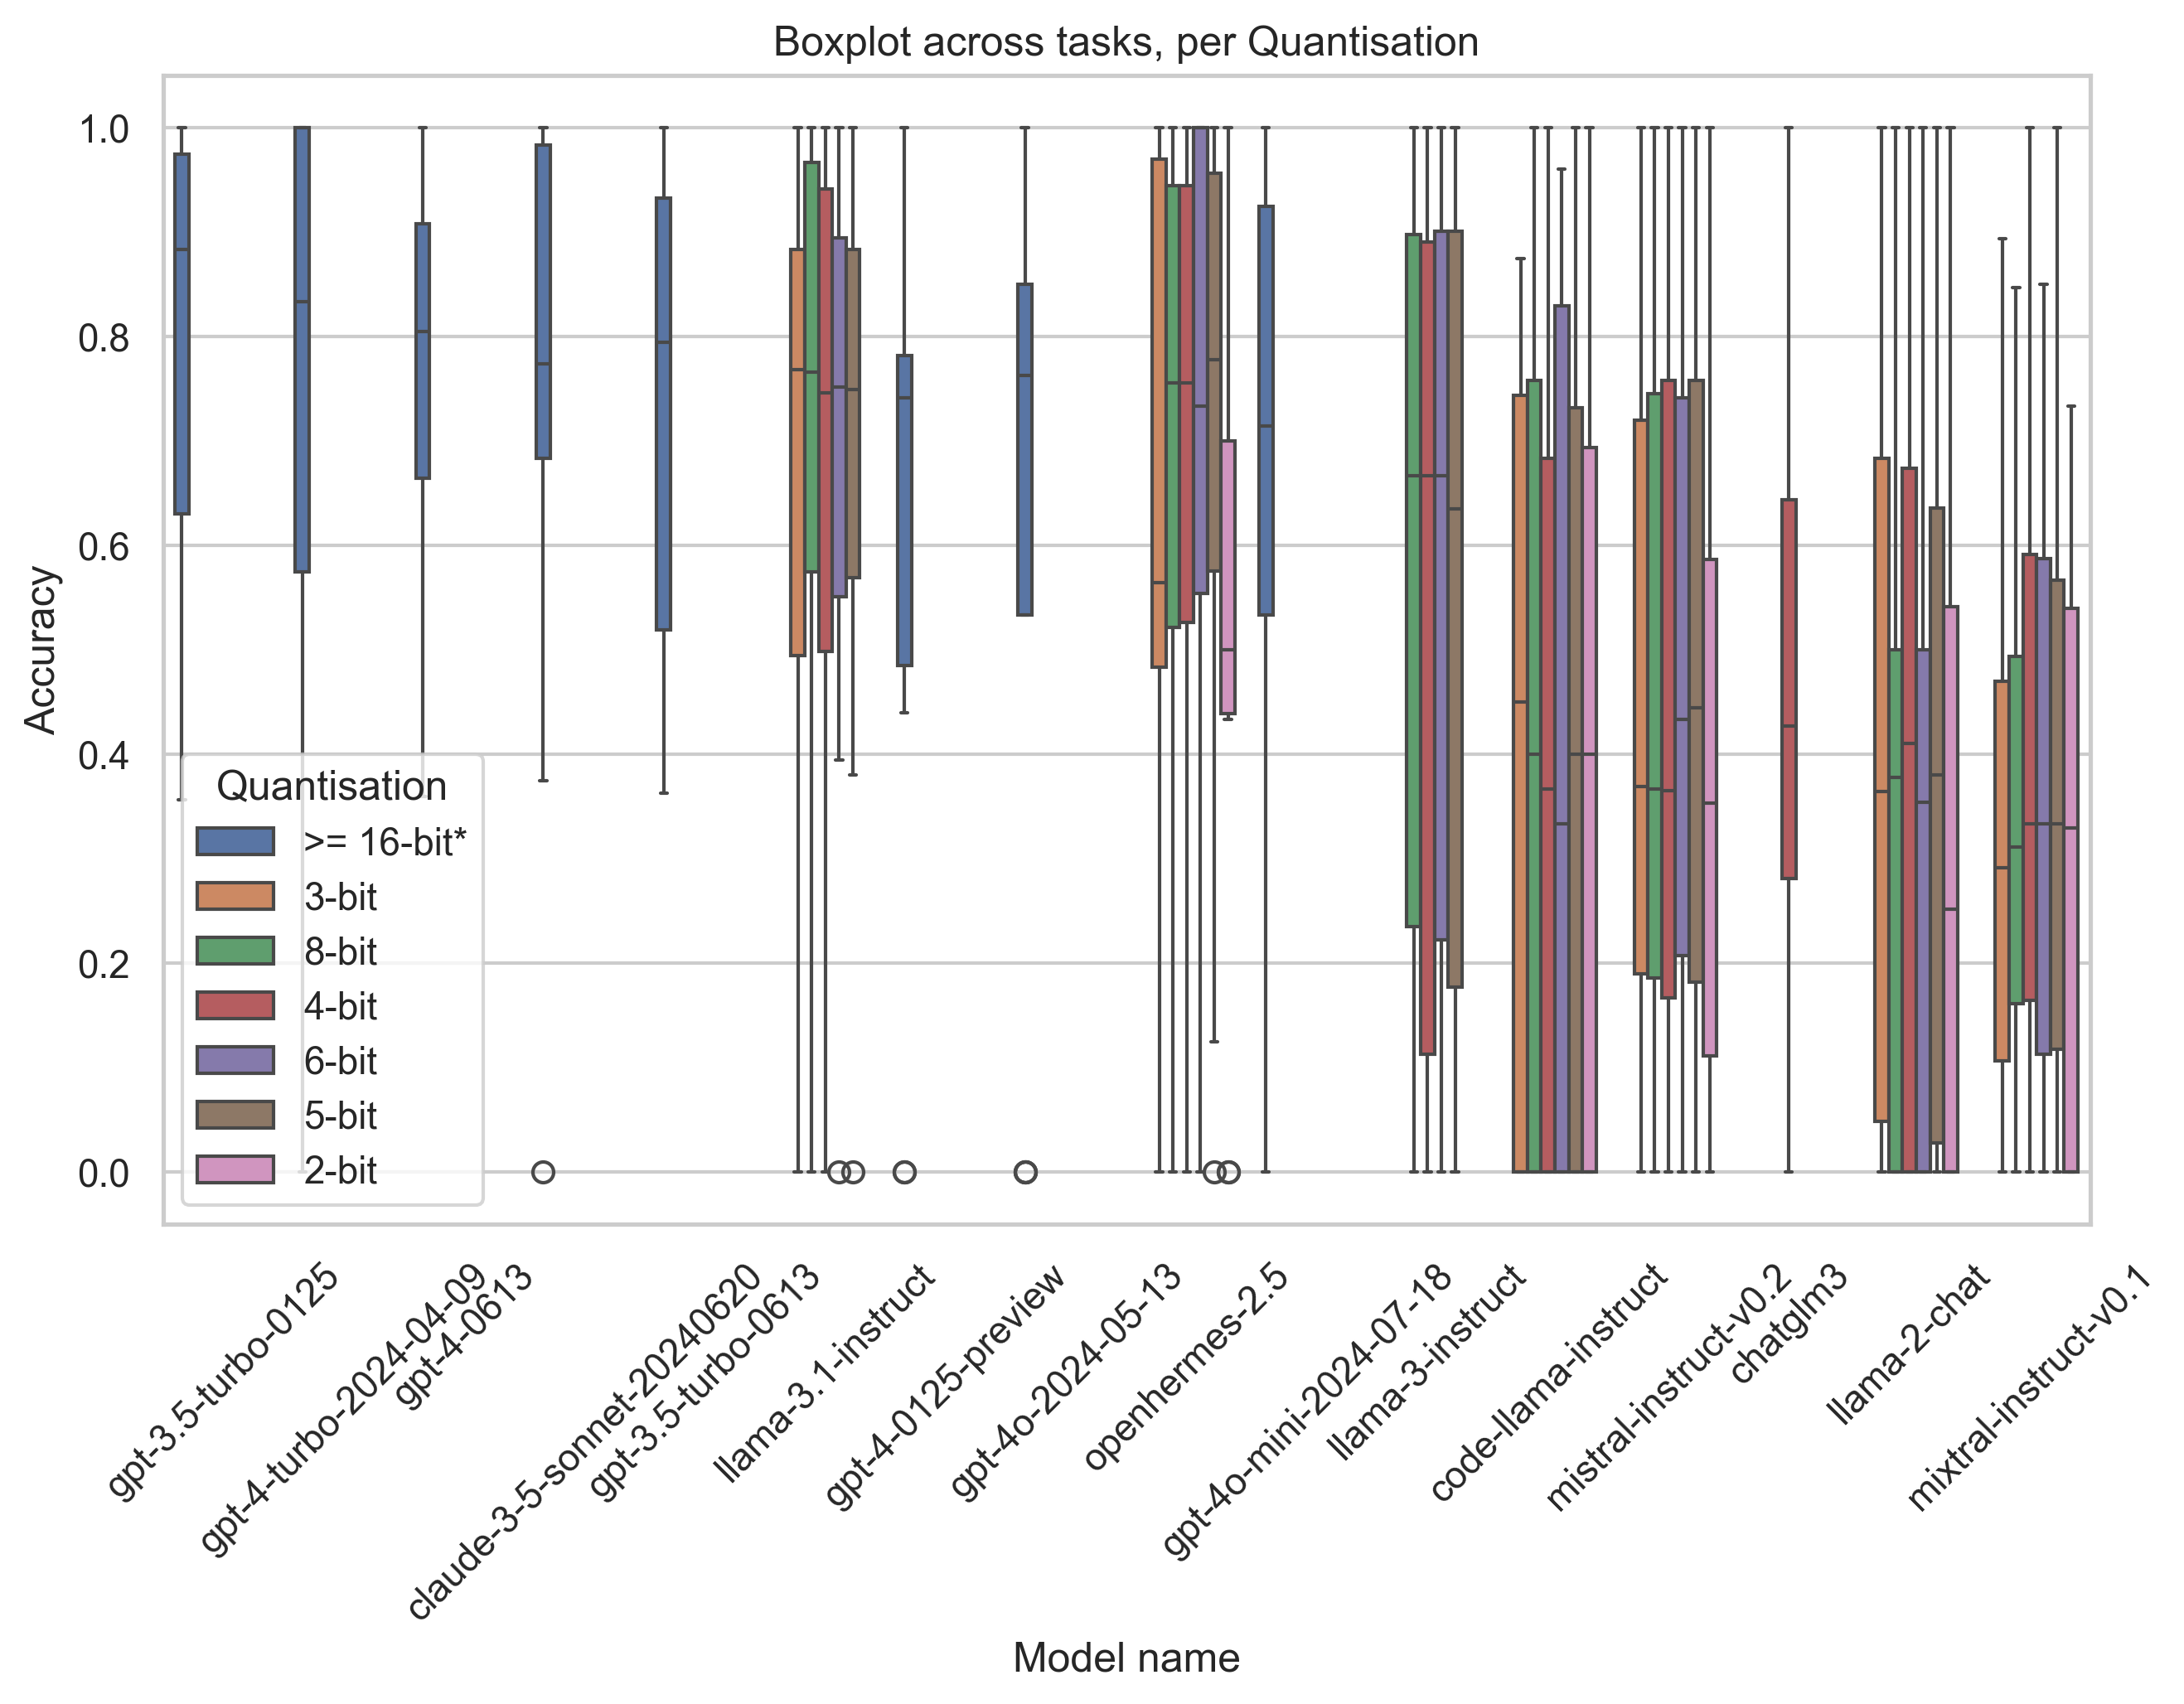 Boxplot across tasks, per Quantisation
Accuracy
1.0
0.8
0.6
0.4
0.2
0.0
Quantisation
>= 16-bit*
3-bit
8-bit
4-bit
6-bit
5-bit
2-bit
gpt-3.5-turbo-0125
gpt-4-turbo-2024-04-09
gpt-4-0613
claude-3-5-sonnet-20240620
gpt-3.5-turbo-0613
llama-3.1-instruct
gpt-4-0125-preview
gpt-4o-2024-05-13
openhermes-2.5
gpt-4o-mini-2024-07-18
llama-3-instruct
code-llama-instruct
mistral-instruct-v0.2
chatglm3
llama-2-chat
mixtral-instruct-v0.1
Model name